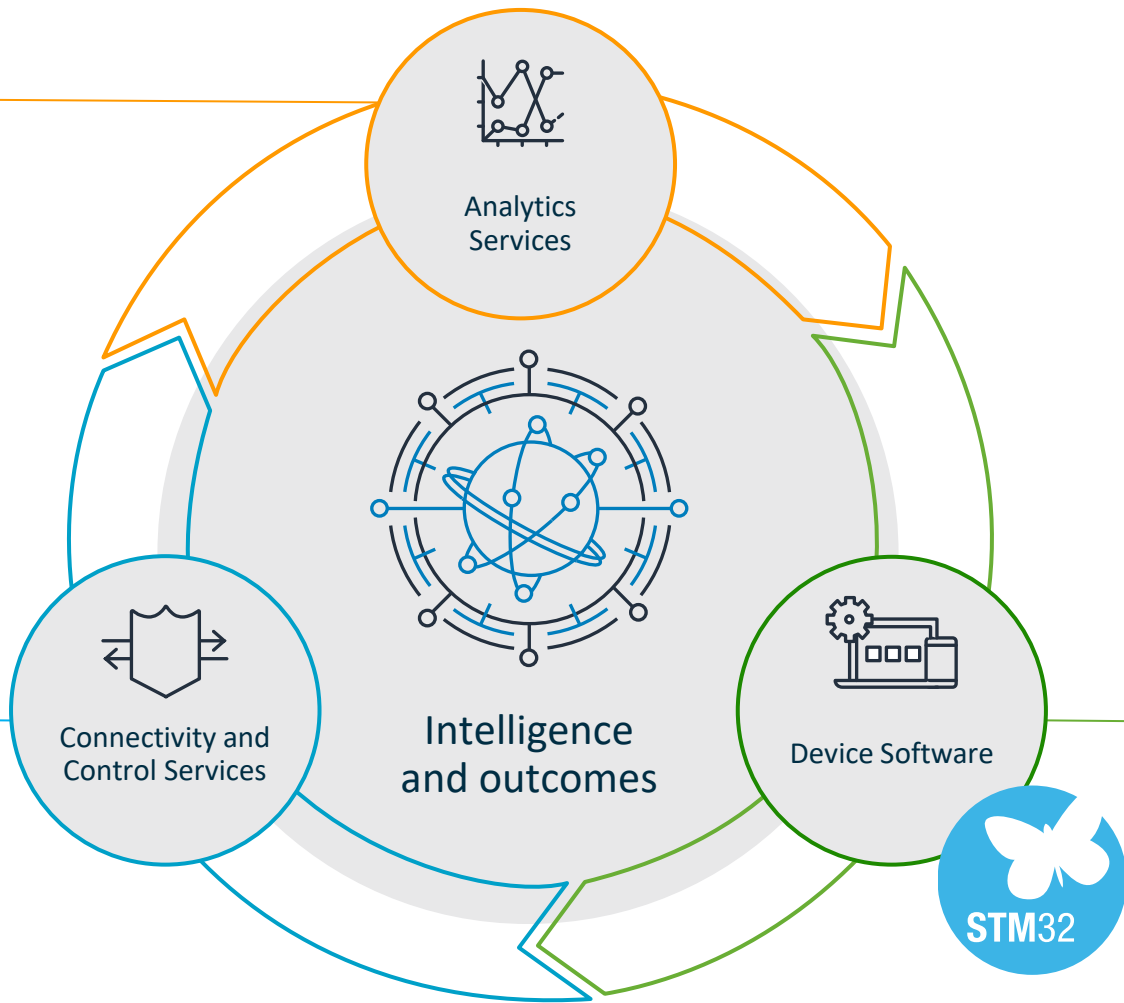 Analytics
Services
Connectivity and
Control Services
Intelligence
and outcomes
Device Software
STM32